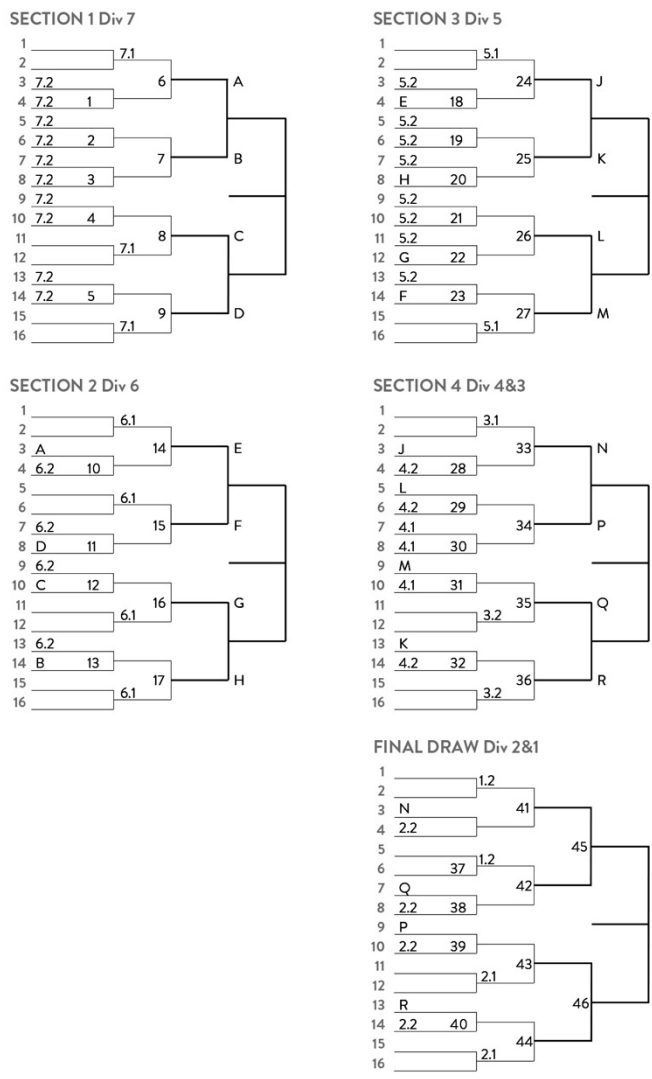 SECTION 1 Div 7
1
7.1
2
3 7.2 6 A
4 7.2 1
5 7.2
6 7.2 2
7 7.2 7 B
8 7.2 3
9 7.2
10 7.2 4
11 8 C
12 7.1
13 7.2
14 7.2 5
15 9 D
16 7.1
SECTION 3 Div 5
1
5.1
2
3 5.2 24 J
4 E 18
5 5.2
6 5.2 19
7 5.2 25 K
8 H 20
9 5.2
10 5.2 21
11 5.2 26 L
12 G 22
13 5.2
14 F 23
15 27 M
16 5.1
SECTION 2 Div 6
1
6.1
2
3 A 14 E
4 6.2 10
5
6.1
6
7 6.2 15 F
8 D 11
9 6.2
10 C 12
11 16 G
12 6.1
13 6.2
14 B 13
15 17 H
16 6.1
SECTION 4 Div 4&3
1
3.1
2
3 J 33 N
4 4.2 28
5 L
6 4.2 29
7 4.1 34 P
8 4.1 30
9 M
10 4.1 31
11 35 Q
12 3.2
13 K
14 4.2 32
15 36 R
16 3.2
FINAL DRAW Div 2&1
1
1.2
2
3 N 41
4 2.2
5 45
1.2
6 37
7 Q 42
8 2.2 38
9 P
10 2.2 39
11 43
12 2.1
13 R 46
14 2.2 40
15 44
16 2.1